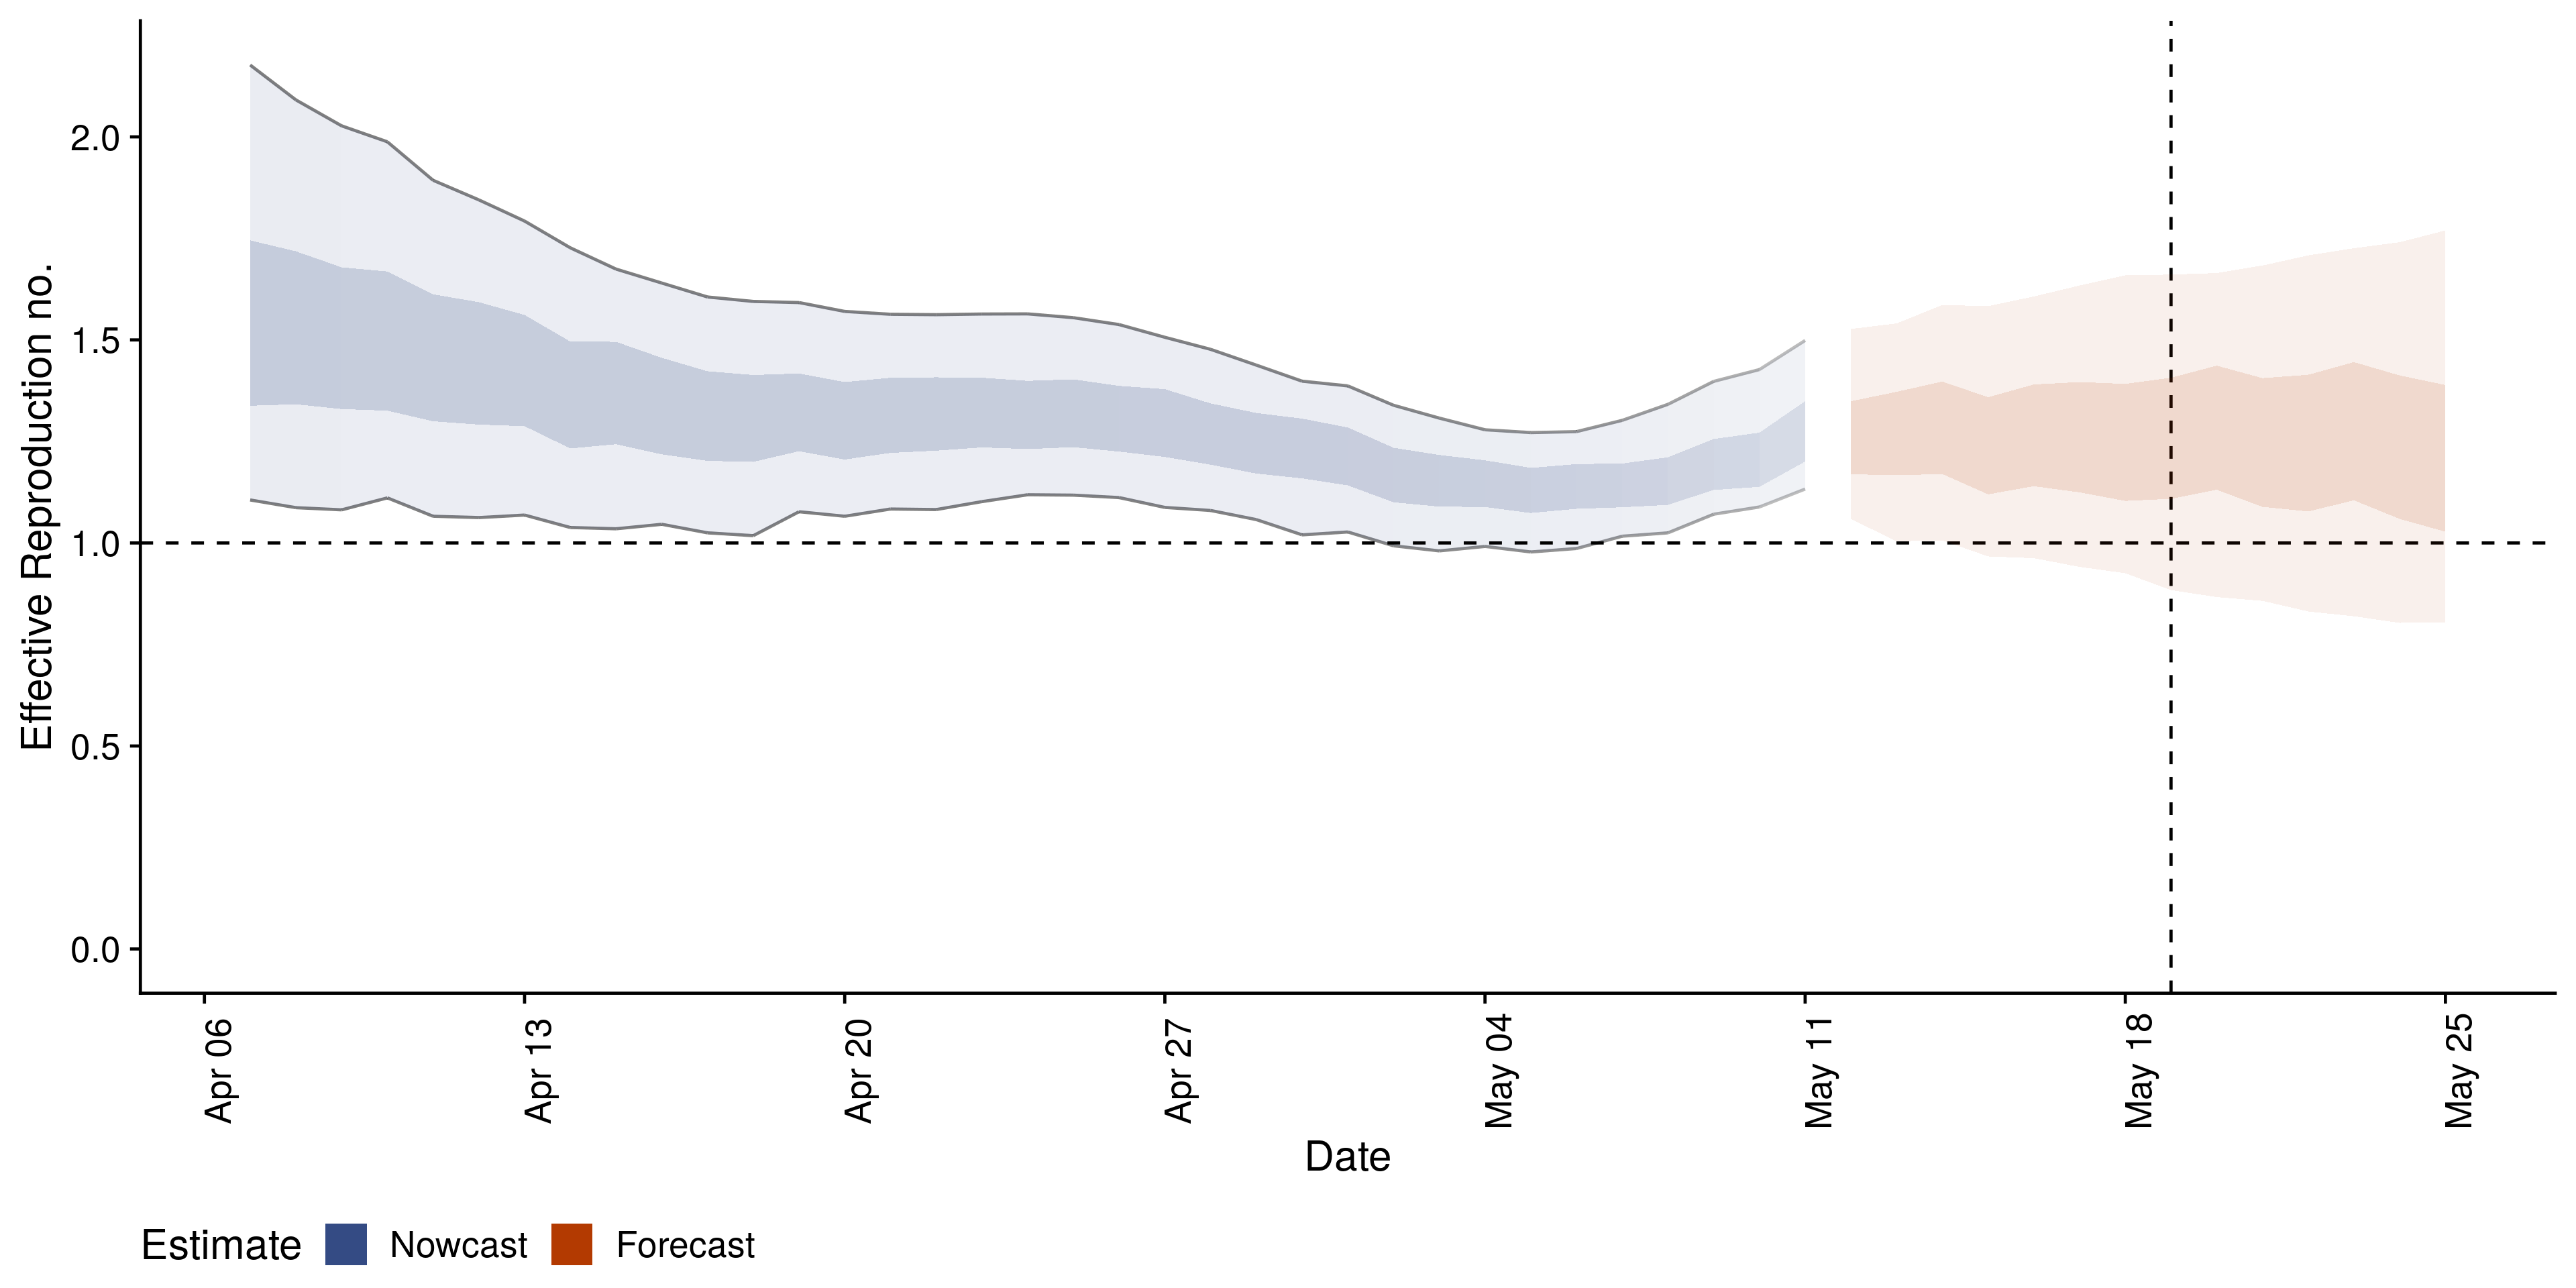 Effective Reproduction no.
2.0
1.5
1.0
0.5
0.0
Apr 06
Apr 13
Apr 20
Apr 27
May 04
May 11
May 18
May 25
Date
Estimate Nowcast Forecast